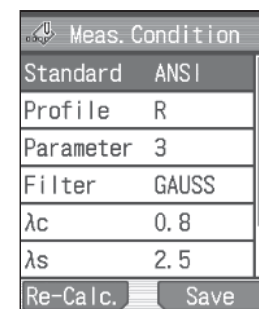 Meas. Condition
Standard ANSI
Profile R
Parameter 3
Filter GAUSS
λc 0.8
λs 2.5
Re-Calc. Save